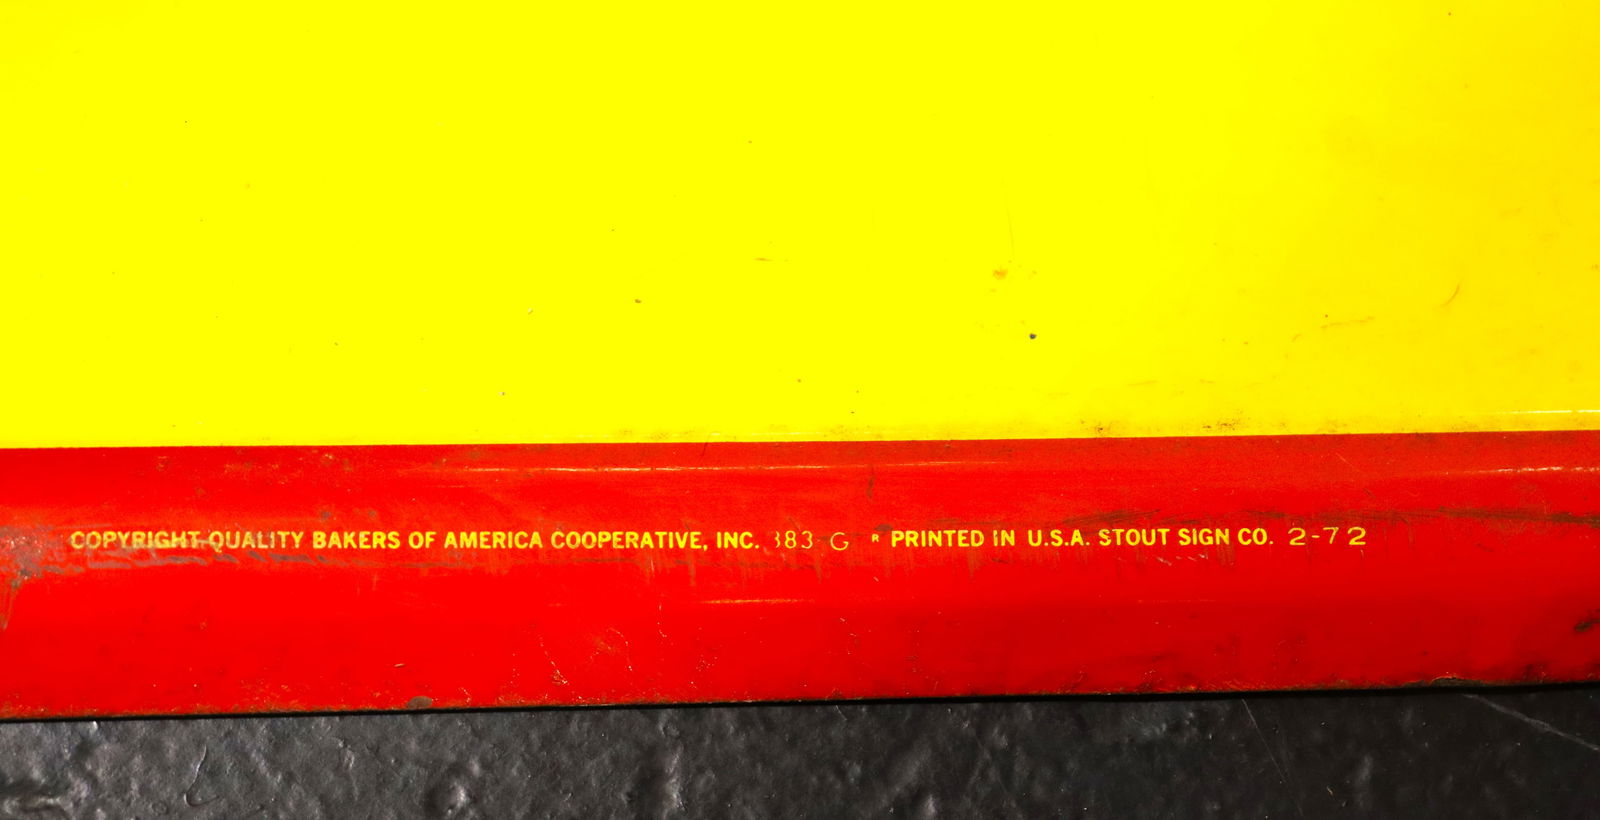 COPYRIGHT-QUALITY BAKERS OF AMERICA COOPERATIVE, INC. 383 G R PRINTED IN U.S.A. STOUT SIGN CO. 2-72